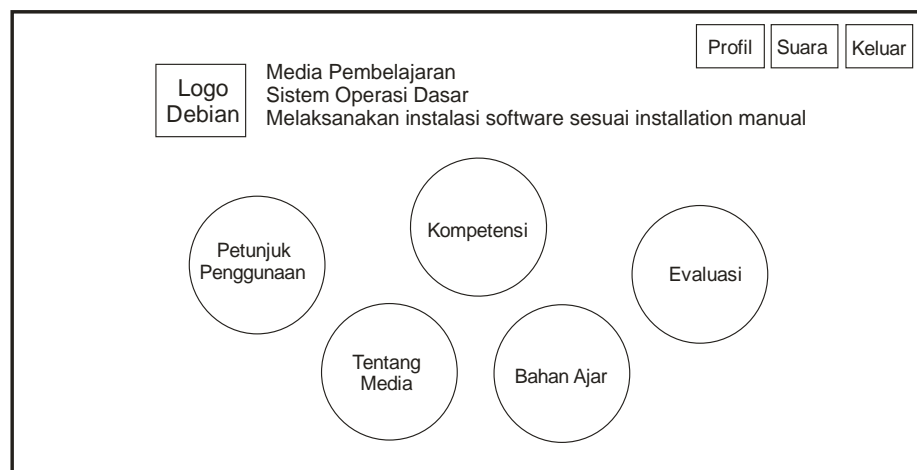 Profil
Suara
Keluar
Logo
Debian
Media Pembelajaran
Sistem Operasi Dasar
Melaksanakan instalasi software sesuai installation manual
Petunjuk
Penggunaan
Kompetensi
Evaluasi
Tentang
Media
Bahan Ajar